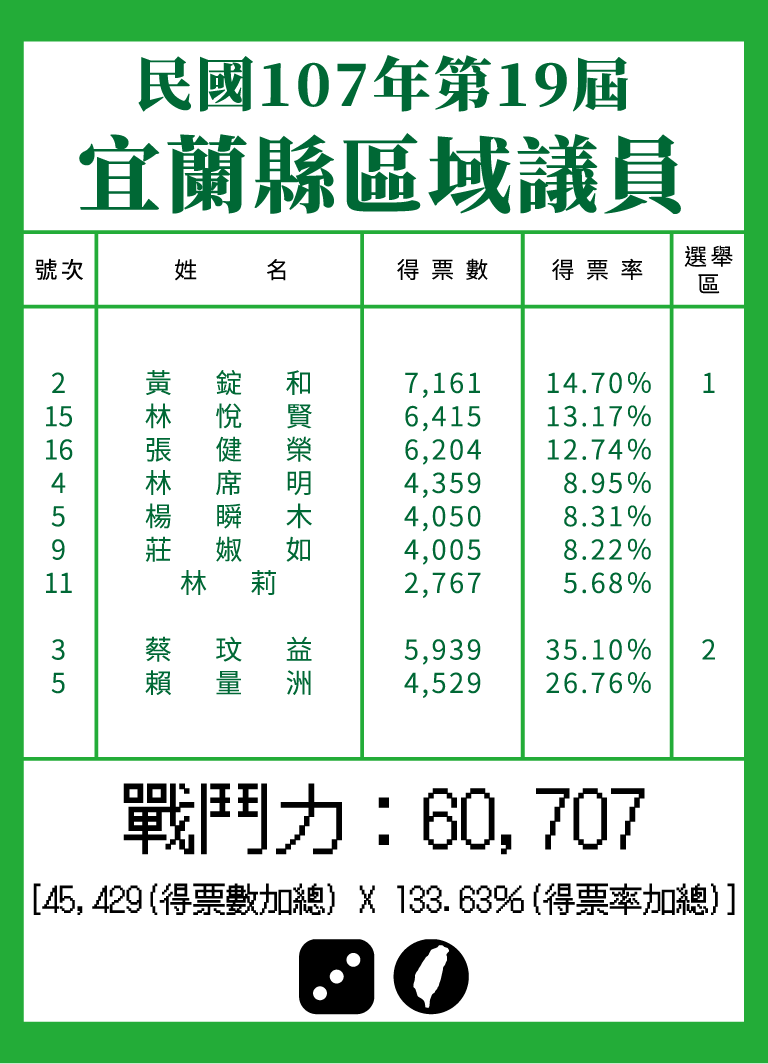 民國107年第19屆
宜蘭縣區域議員
號次 姓名 得票數 得票率 選舉區
2 黃錠和 7,161 14.70% 1
15 林悅賢 6,415 13.17%
16 張健榮 6,204 12.74%
4 林席明 4,359 8.95%
5 楊瞬木 4,050 8.31%
9 莊淑如 4,005 8.22%
11 林莉 2,767 5.68%
3 蔡玟益 5,939 35.10% 2
5 賴量洲 4,529 26.76%
戰鬥力：60,707
[45,429(得票數加總) X 133.63%(得票率加總)]